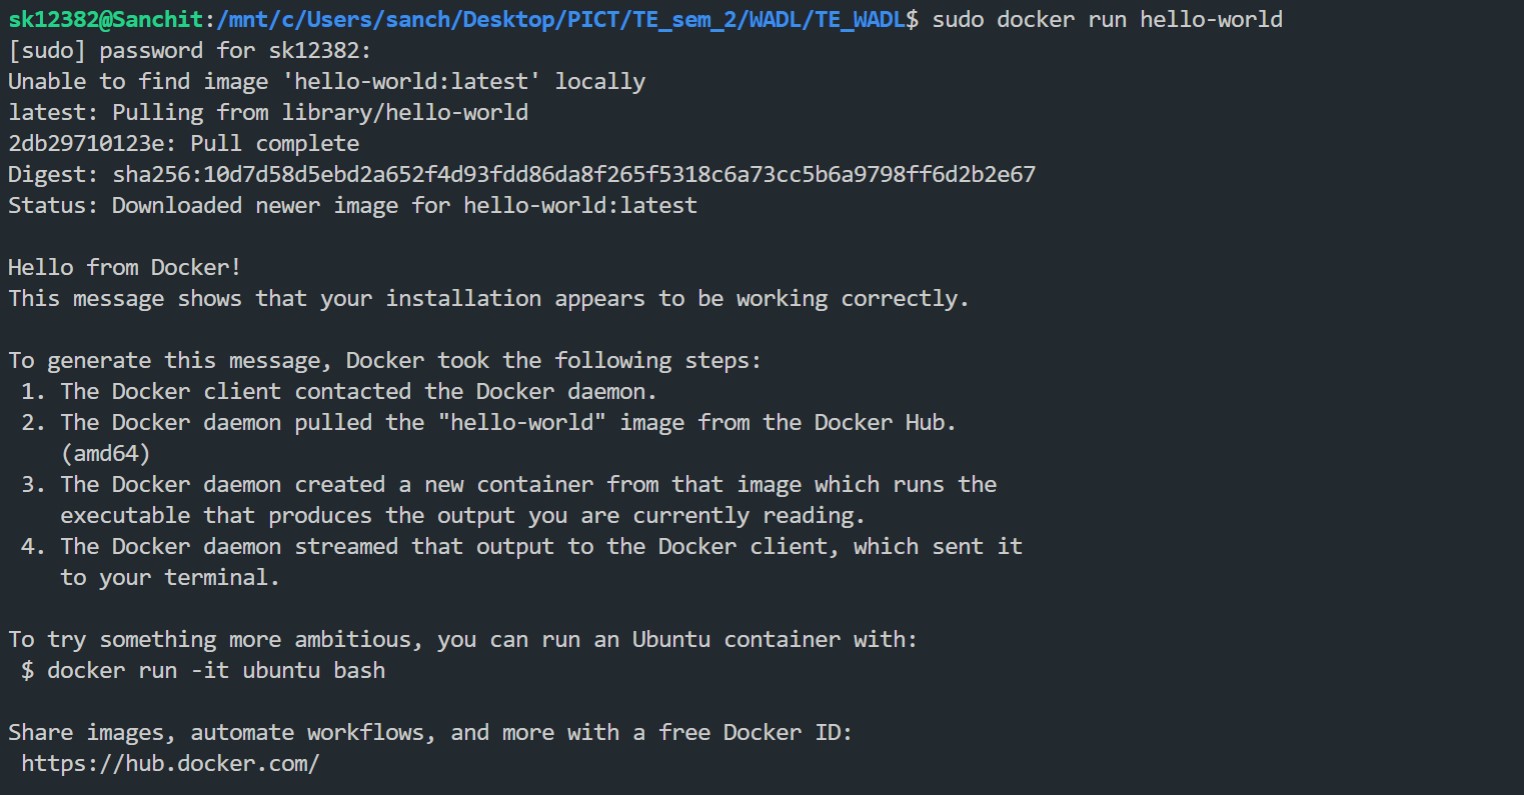 sk12382@Sanchit:/mnt/c/Users/sanch/Desktop/PICT/TE_sem_2/WADL/TE_WADL$ sudo docker run hello-world
[sudo] password for sk12382:
Unable to find image 'hello-world:latest' locally
latest: Pulling from library/hello-world
2db29710123e: Pull complete
Digest: sha256:10d7d58d5ebd2a652f4d93fdd86da8f265f5318c6a73cc5b6a9798ff6d2b2e67
Status: Downloaded newer image for hello-world:latest

Hello from Docker!
This message shows that your installation appears to be working correctly.

To generate this message, Docker took the following steps:
 1. The Docker client contacted the Docker daemon.
 2. The Docker daemon pulled the "hello-world" image from the Docker Hub.
    (amd64)
 3. The Docker daemon created a new container from that image which runs the
    executable that produces the output you are currently reading.
 4. The Docker daemon streamed that output to the Docker client, which sent it
    to your terminal.

To try something more ambitious, you can run an Ubuntu container with:
 $ docker run -it ubuntu bash

Share images, automate workflows, and more with a free Docker ID:
 https://hub.docker.com/